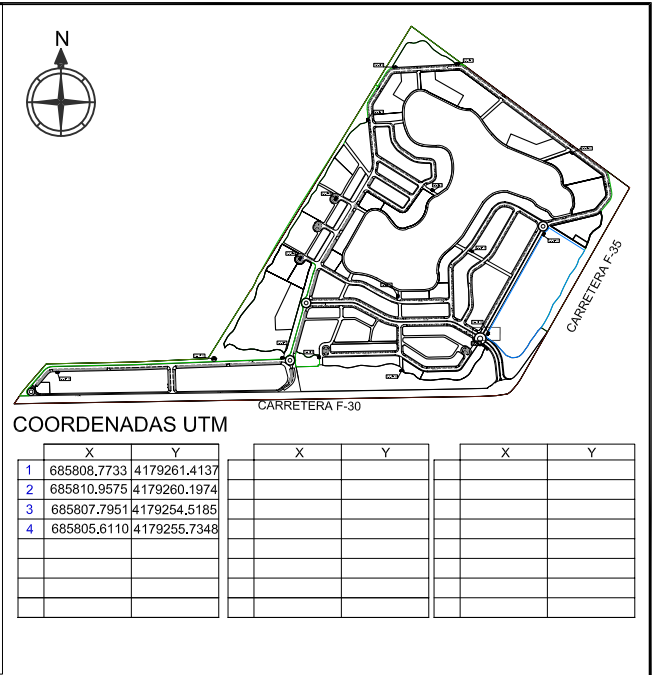 N
CARRETERA F-35
CARRETERA F-30
COORDENADAS UTM
X Y X Y X Y
1 685808.7733 4179261.4137
2 685810.9575 4179260.1974
3 685807.7951 4179254.5185
4 685805.6110 4179255.7348